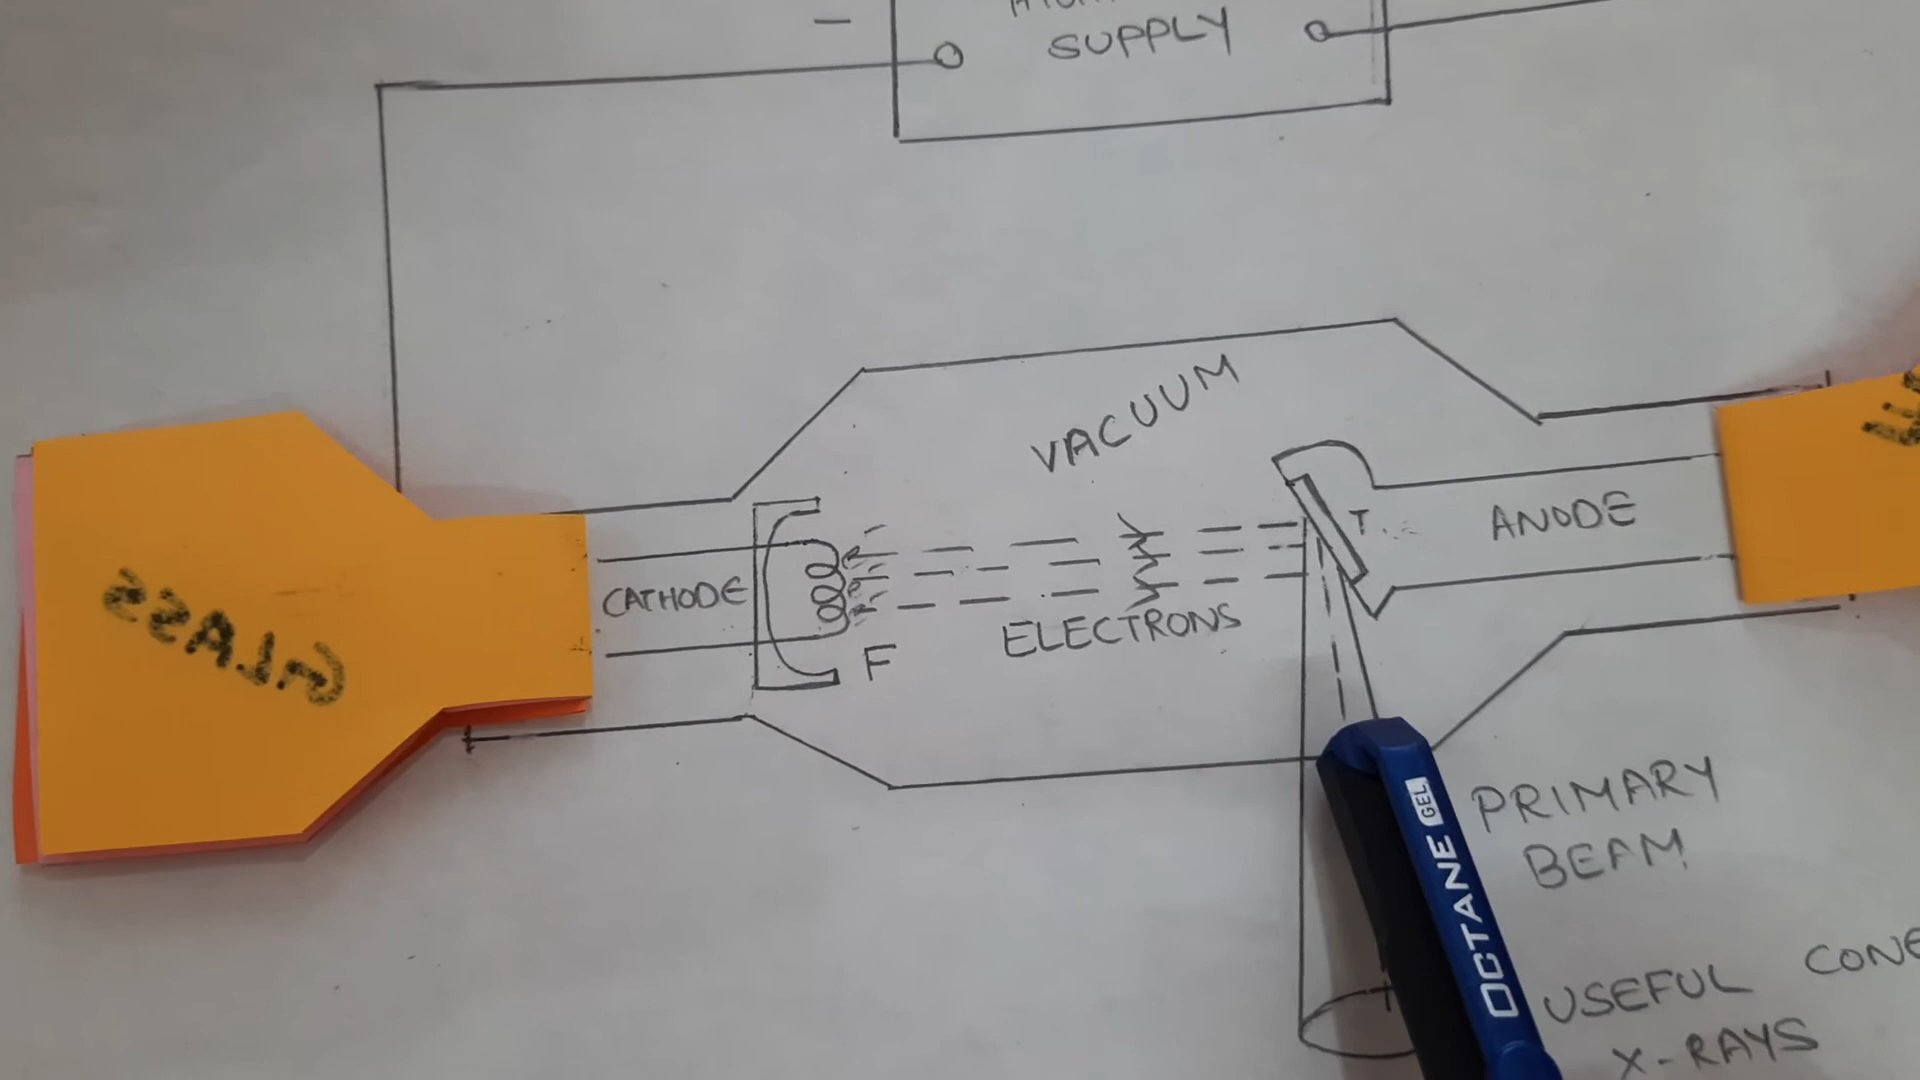 SUPPLY
VACUUM
CATHODE
T
ANODE
ELECTRONS
F
GLASS
PRIMARY
BEAM
USEFUL CONE
X-RAYS
OCTANE GEL